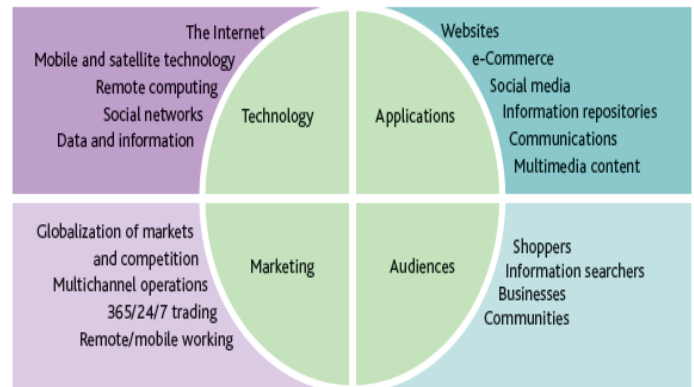 The Internet
Mobile and satellite technology
Remote computing
Social networks
Data and information
Technology
Applications
Websites
e-Commerce
Social media
Information repositories
Communications
Multimedia content
Globalization of markets
and competition
Multichannel operations
365/24/7 trading
Remote/mobile working
Marketing
Audiences
Shoppers
Information searchers
Businesses
Communities